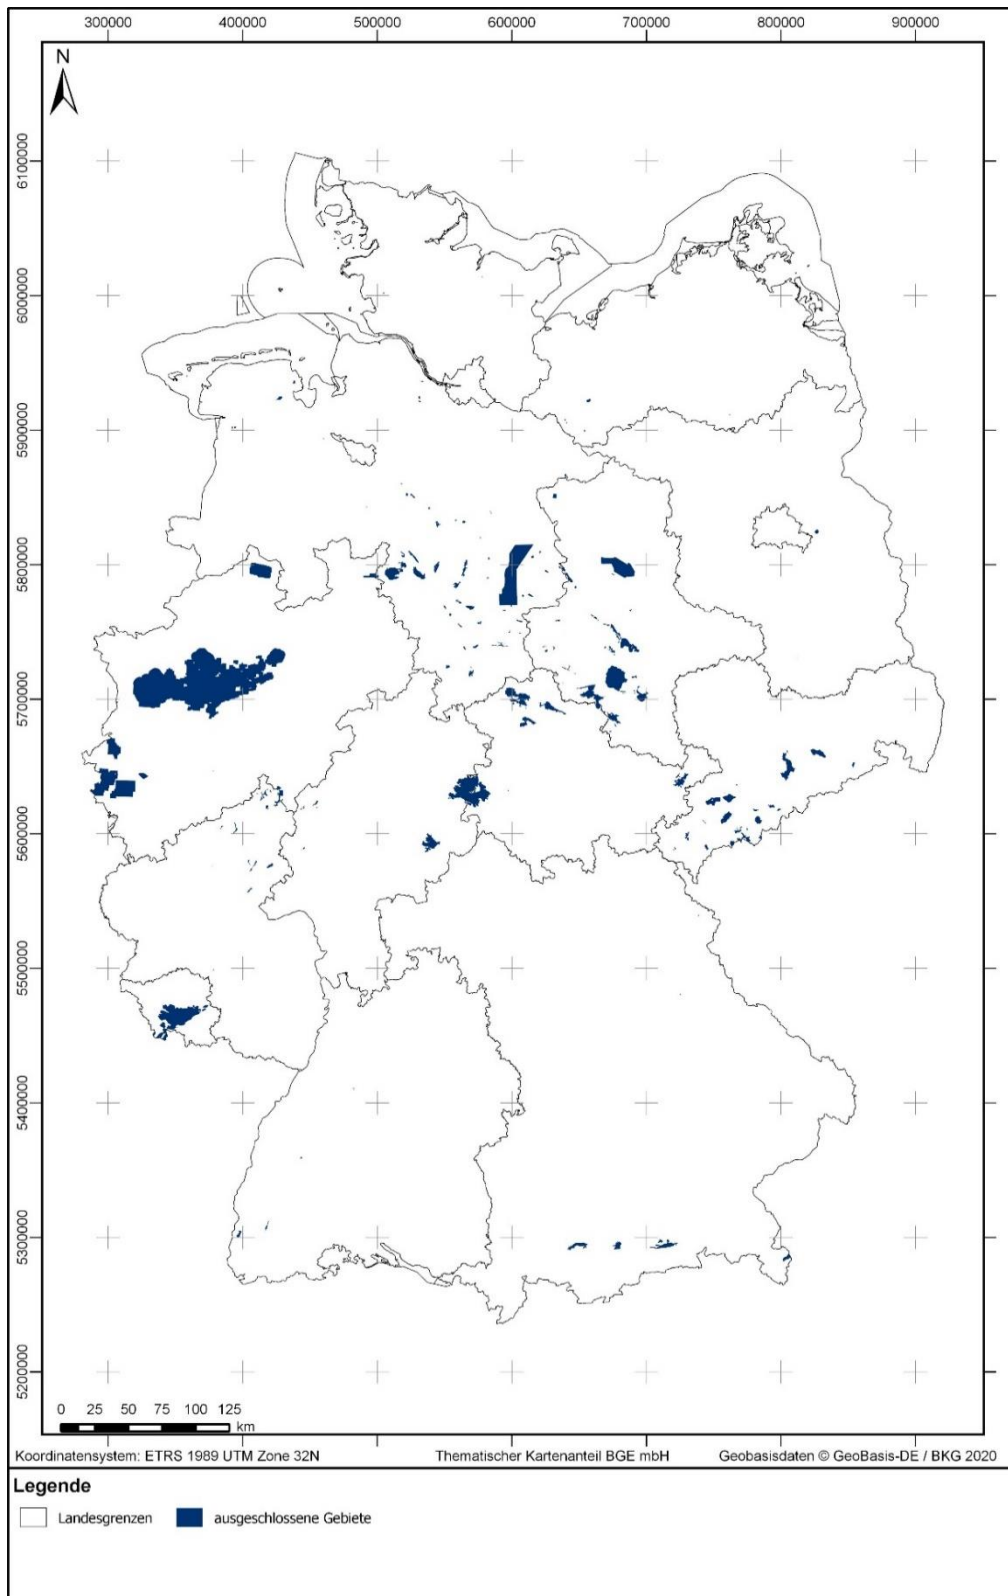 300000 400000 500000 600000 700000 800000 900000
N
6100000
6000000
5900000
5800000
5700000
5600000
5500000
5400000
5300000
5200000
0 25 50 75 100 125
km
Koordinatensystem: ETRS 1989 UTM Zone 32N Thematischer Kartenanteil BGE mbH Geobasisdaten © GeoBasis-DE / BKG 2020
Legende
Landesgrenzen ausgeschlossene Gebiete